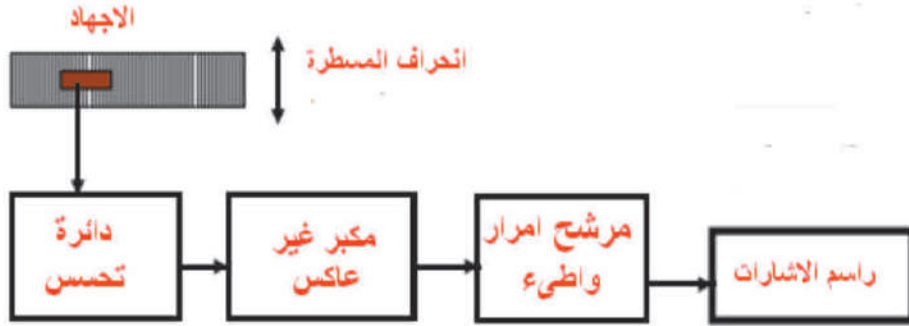 الاجهاد
انحراف المسطرة
دائرة
تحسس
مكبر غير
عاكس
مرشح امرار
واطيء
راسم الاشارات